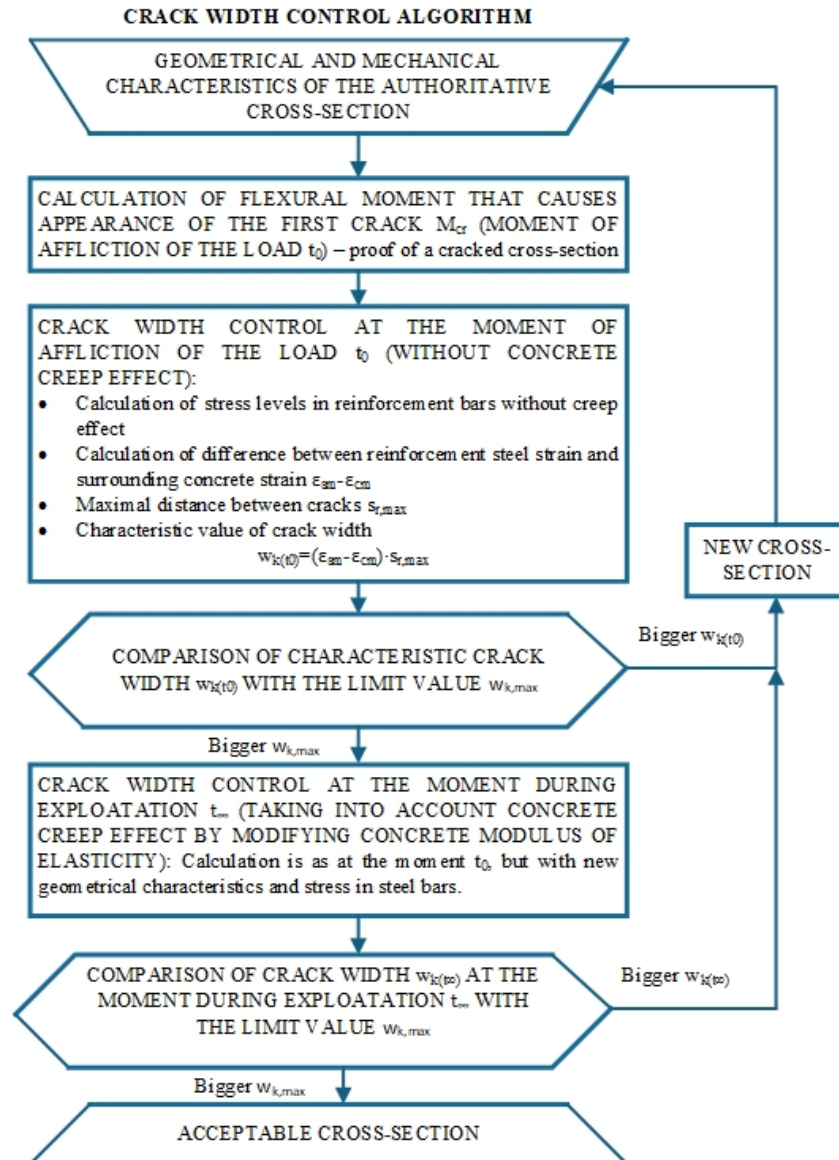 CRACK WIDTH CONTROL ALGORITHM
GEOMETRICAL AND MECHANICAL
CHARACTERISTICS OF THE AUTHORITATIVE
CROSS-SECTION
CALCULATION OF FLEXURAL MOMENT THAT CAUSES
APPEARANCE OF THE FIRST CRACK Mcr (MOMENT OF
AFFLICTION OF THE LOAD t0) – proof of a cracked cross-section
CRACK WIDTH CONTROL AT THE MOMENT OF
AFFLICTION OF THE LOAD t0 (WITHOUT CONCRETE
CREEP EFFECT):
• Calculation of stress levels in reinforcement bars without creep
effect
• Calculation of difference between reinforcement steel strain and
surrounding concrete strain εsm-εcm
• Maximal distance between cracks sr,max
• Characteristic value of crack width
wk(t0)=(εsm-εcm)·sr,max
NEW CROSS-
SECTION
COMPARISON OF CHARACTERISTIC CRACK
WIDTH wk(t0) WITH THE LIMIT VALUE wk,max
Bigger wk(t0)
Bigger wk,max
CRACK WIDTH CONTROL AT THE MOMENT DURING
EXPLOATATION t∞ (TAKING INTO ACCOUNT CONCRETE
CREEP EFFECT BY MODIFYING CONCRETE MODULUS OF
ELASTICITY): Calculation is as at the moment t0, but with new
geometrical characteristics and stress in steel bars.
COMPARISON OF CRACK WIDTH wk(t∞) AT THE
MOMENT DURING EXPLOATATION t∞ WITH
THE LIMIT VALUE wk,max
Bigger wk(t∞)
Bigger wk,max
ACCEPTABLE CROSS-SECTION